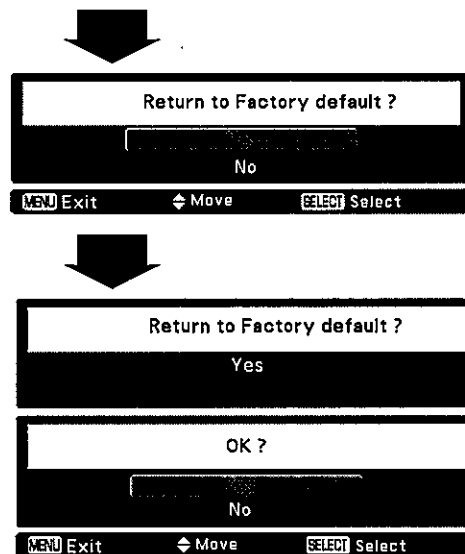 Return to Factory default ?
No
MENU Exit Move SELECT Select
Return to Factory default ?
Yes
OK ?
No
MENU Exit Move SELECT Select